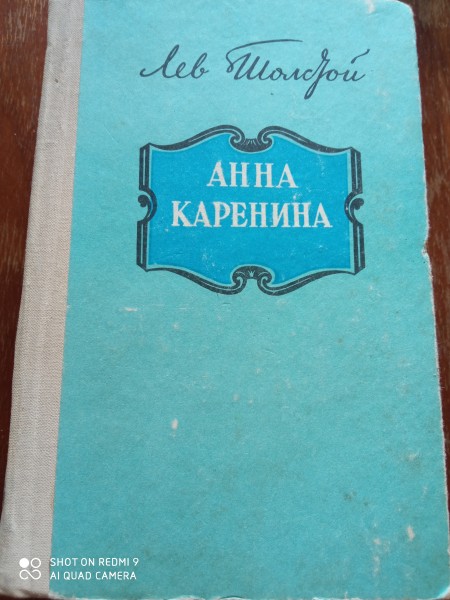 Лев Толстой
АННА
КАРЕНИНА
SHOT ON REDMI 9
AI QUAD CAMERA